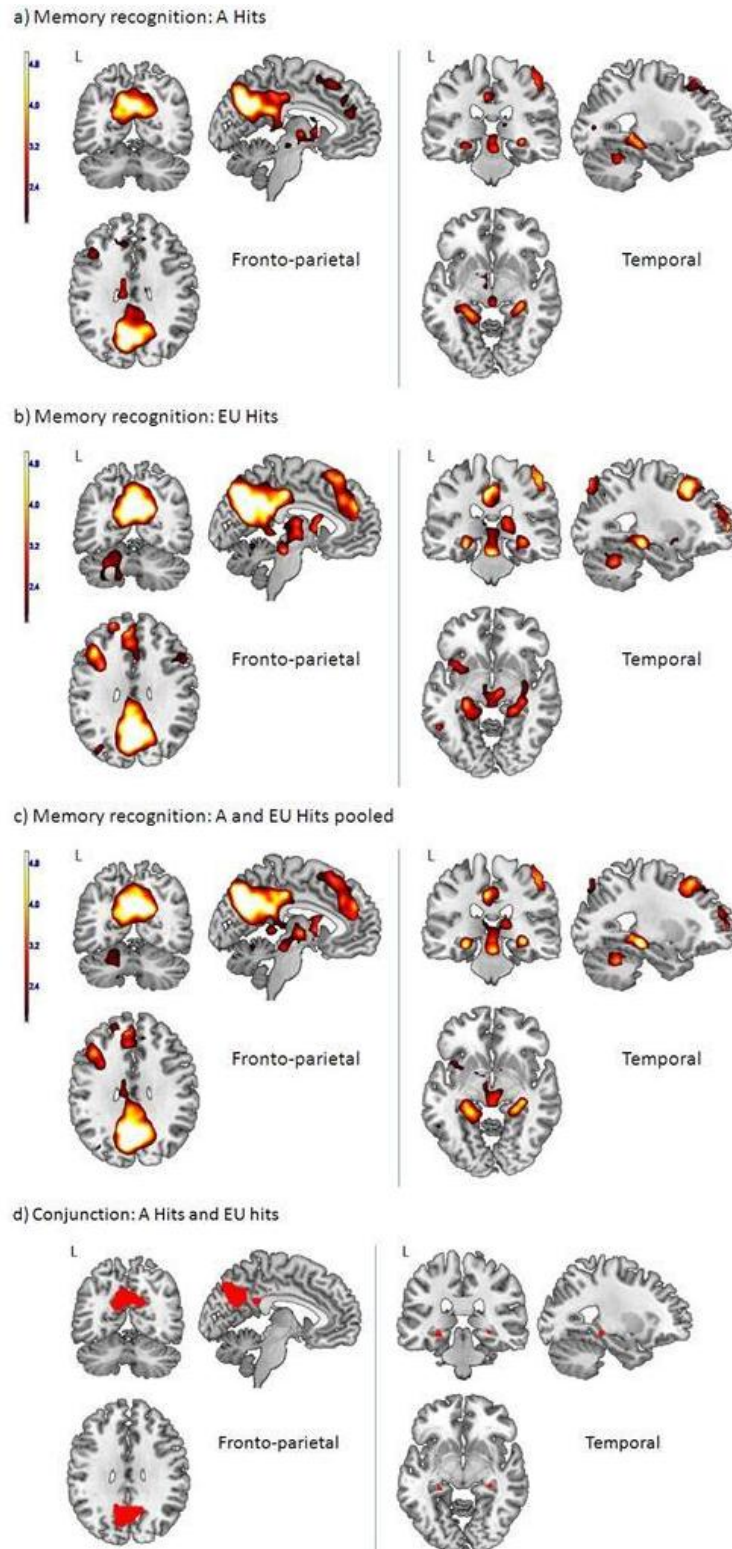 a) Memory recognition: A Hits
L
4.8
4.0
3.2
2.4
Fronto-parietal
Temporal
b) Memory recognition: EU Hits
L
L
4.8
4.0
3.2
2.4
Fronto-parietal
Temporal
c) Memory recognition: A and EU Hits pooled
L
L
4.8
4.0
3.2
2.4
Fronto-parietal
Temporal
d) Conjunction: A Hits and EU hits
L
L
Fronto-parietal
Temporal